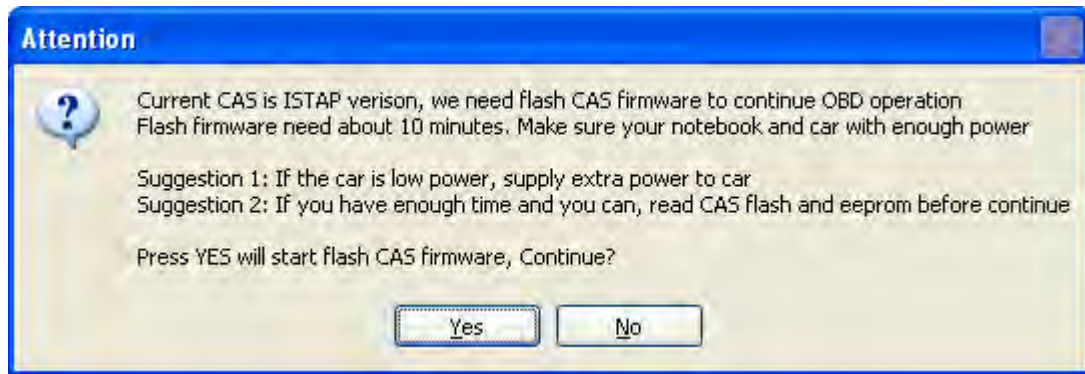 Attention
Current CAS is ISTAP verison, we need flash CAS firmware to continue OBD operation
Flash firmware need about 10 minutes. Make sure your notebook and car with enough power
Suggestion 1: If the car is low power, supply extra power to car
Suggestion 2: If you have enough time and you can, read CAS flash and eeprom before continue
Press YES will start flash CAS firmware, Continue?
Yes No